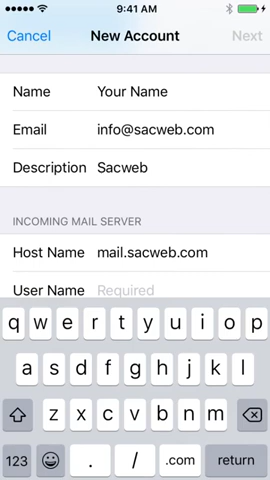 9:41 AM
Cancel New Account Next
Name Your Name
Email info@sacweb.com
Description Sacweb
INCOMING MAIL SERVER
Host Name mail.sacweb.com
User Name Required
q w e r t y u i o p
a s d f g h j k l
z x c v b n m
123 . / .com return